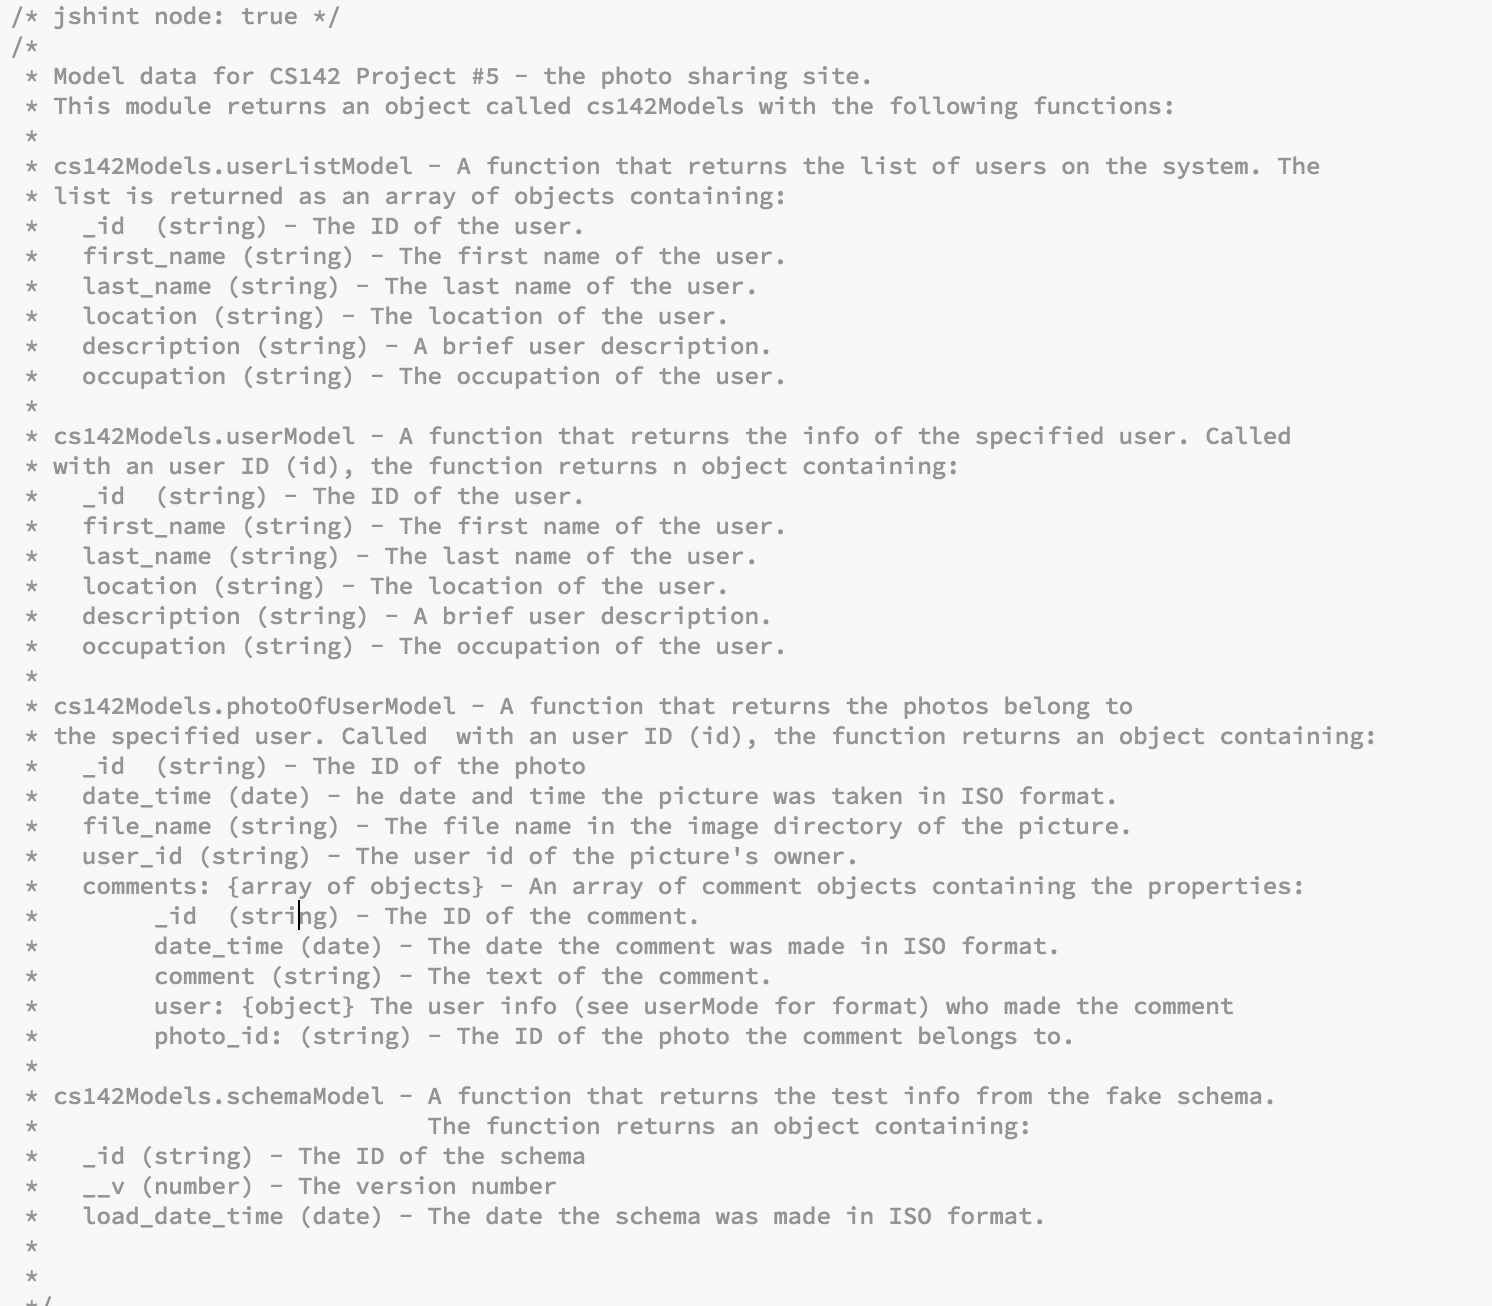 /* jshint node: true */
/*
 * Model data for CS142 Project #5 - the photo sharing site.
 * This module returns an object called cs142Models with the following functions:
 *
 * cs142Models.userListModel - A function that returns the list of users on the system. The
 * list is returned as an array of objects containing:
 *   _id  (string) - The ID of the user.
 *   first_name (string) - The first name of the user.
 *   last_name (string) - The last name of the user.
 *   location (string) - The location of the user.
 *   description (string) - A brief user description.
 *   occupation (string) - The occupation of the user.
 *
 * cs142Models.userModel - A function that returns the info of the specified user. Called
 * with an user ID (id), the function returns n object containing:
 *   _id  (string) - The ID of the user.
 *   first_name (string) - The first name of the user.
 *   last_name (string) - The last name of the user.
 *   location (string) - The location of the user.
 *   description (string) - A brief user description.
 *   occupation (string) - The occupation of the user.
 *
 * cs142Models.photoOfUserModel - A function that returns the photos belong to
 * the specified user. Called  with an user ID (id), the function returns an object containing:
 *   _id  (string) - The ID of the photo
 *   date_time (date) - he date and time the picture was taken in ISO format.
 *   file_name (string) - The file name in the image directory of the picture.
 *   user_id (string) - The user id of the picture's owner.
 *   comments: {array of objects} - An array of comment objects containing the properties:
 *        _id  (string) - The ID of the comment.
 *        date_time (date) - The date the comment was made in ISO format.
 *        comment (string) - The text of the comment.
 *        user: {object} The user info (see userMode for format) who made the comment
 *        photo_id: (string) - The ID of the photo the comment belongs to.
 *
 * cs142Models.schemaModel - A function that returns the test info from the fake schema.
 *                           The function returns an object containing:
 *   _id (string) - The ID of the schema
 *   __v (number) - The version number
 *   load_date_time (date) - The date the schema was made in ISO format.
 *
 *
 */